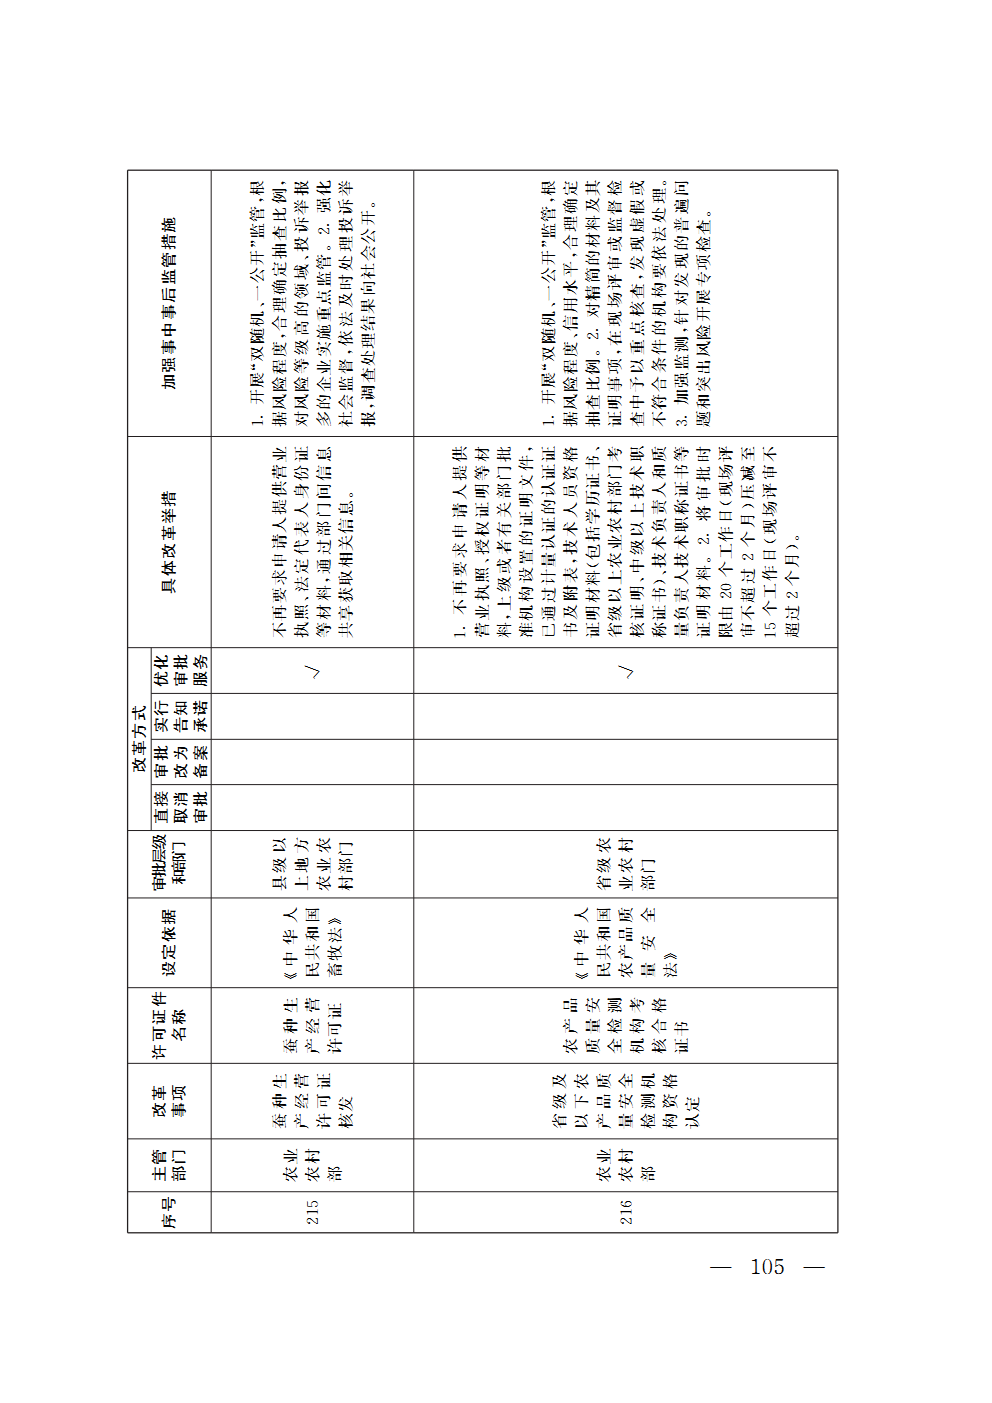 序号
主管
部门
改革
事项
许可证件
名称
设定依据
审批层级
和部门
改革方式
直接
取消
审批
审批
改为
备案
实行
告知
承诺
优化
审批
服务
具体改革举措
加强事中事后监管措施
215
农业
农村
部
蚕种生
产经营
许可证
核发
蚕种生
产经营
许可证
《中华人
民共和国
畜牧法》
县级以
上地方
农业农
村部门
√
不再要求申请人提供营业
执照、法定代表人身份证
等材料,通过部门间信息
共享获取相关信息。
1. 开展“双随机、一公开”监管,根
据风险程度,合理确定抽查比例,
对风险等级高的领域、投诉举报
多的企业实施重点监管。2. 强化
社会监督,依法及时处理投诉举
报,调查处理结果向社会公开。
216
农业
农村
部
省级及
以下农
产品质
量安全
检测机
构资格
认定
农产品
质量安
全检测
机构考
核合格
证书
《中华人
民共和国
农产品质
量安全
法》
省级农
业农村
部门
√
1. 不再要求申请人提供
营业执照、授权证明等材
料,上级或者有关部门批
准机构设置的证明文件,
已通过计量认证的认证证
书及附表,技术人员资格
证明材料(包括学历证书、
省级以上农业农村部门考
核证明、中级以上技术职
称证书)、技术负责人和质
量负责人技术职称证书等
证明材料。2. 将审批时
限由20个工作日(现场评
审不超过2个月)压减至
15个工作日(现场评审不
超过2个月)。
1. 开展“双随机、一公开”监管,根
据风险程度、信用水平,合理确定
抽查比例。2. 对精简的材料及其
证明事项,在现场评审或监督检
查中予以重点核查,发现虚假或
不符合条件的机构要依法处理。
3. 加强监测,针对发现的普遍问
题和突出风险开展专项检查。
— 105 —